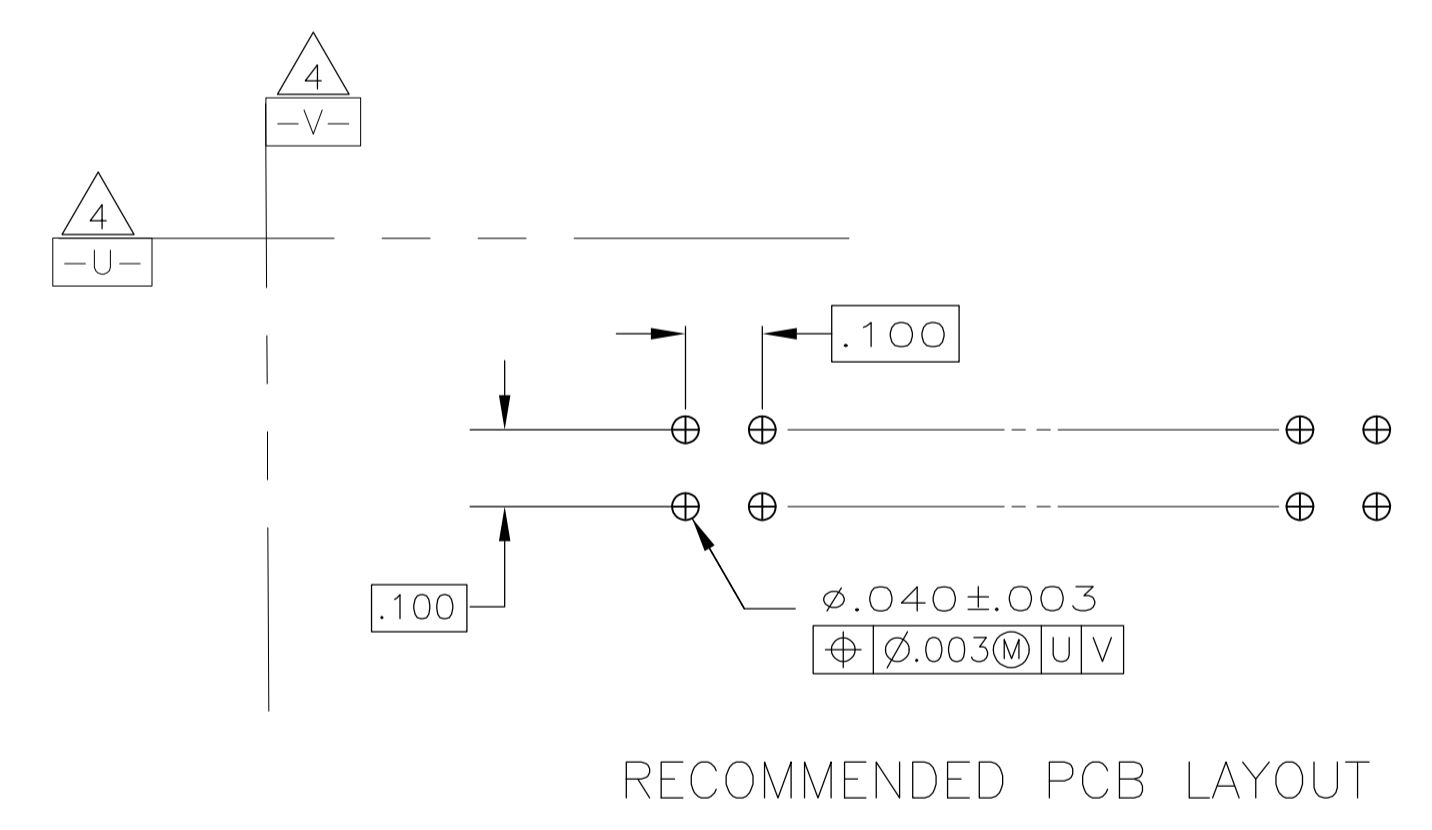 4
-V-
4
-U-
.100
.100
⌀.040±.003
⌖ ⌀.003Ⓜ U V
RECOMMENDED PCB LAYOUT